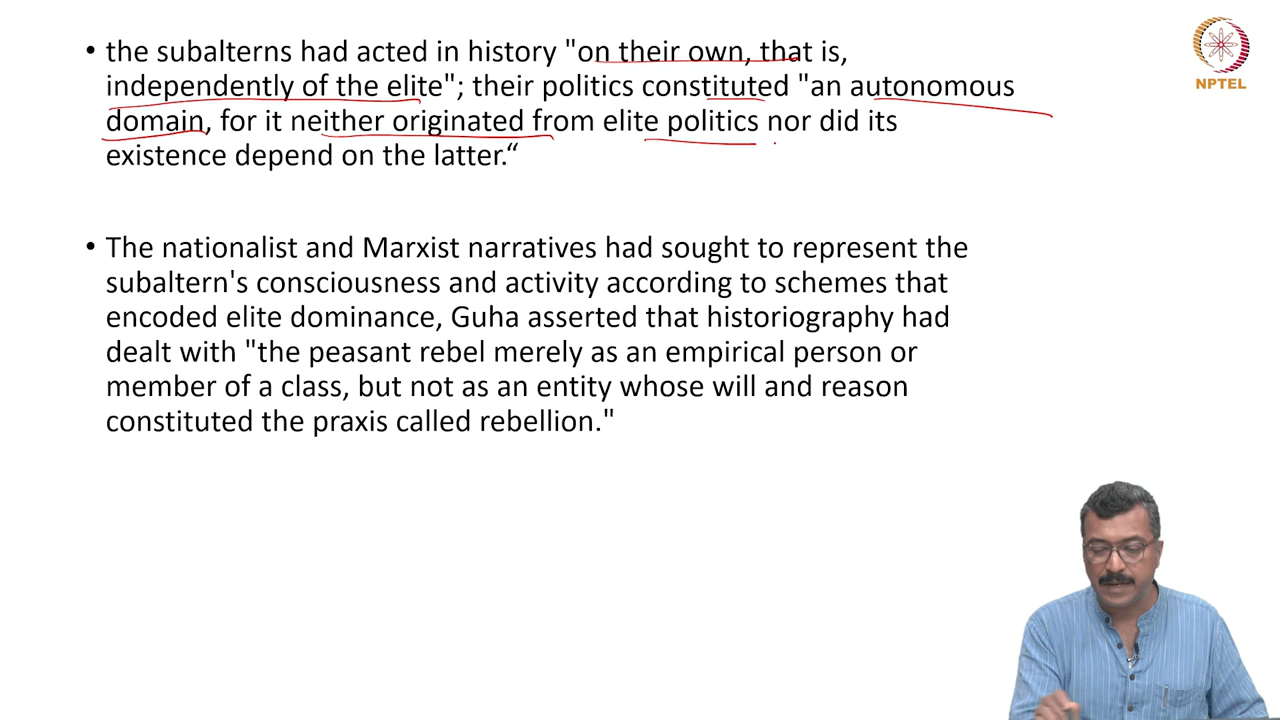 • the subalterns had acted in history "on their own, that is,
independently of the elite"; their politics constituted "an autonomous
domain, for it neither originated from elite politics nor did its
existence depend on the latter.“
• The nationalist and Marxist narratives had sought to represent the
subaltern's consciousness and activity according to schemes that
encoded elite dominance, Guha asserted that historiography had
dealt with "the peasant rebel merely as an empirical person or
member of a class, but not as an entity whose will and reason
constituted the praxis called rebellion."
NPTEL